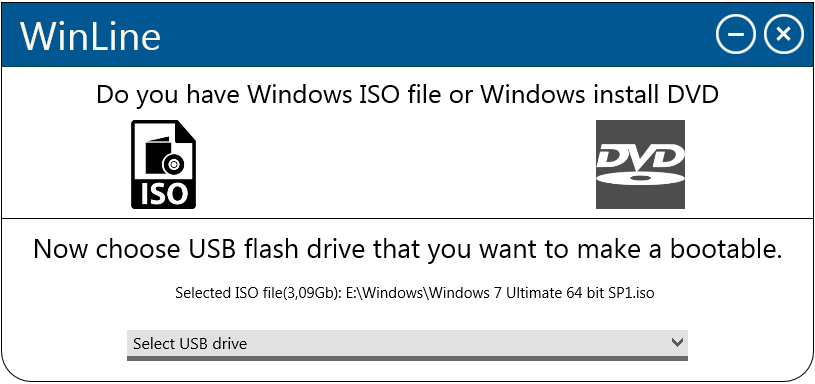 WinLine
Do you have Windows ISO file or Windows install DVD
ISO
DVD
Now choose USB flash drive that you want to make a bootable.
Selected ISO file(3,09Gb): E:\Windows\Windows 7 Ultimate 64 bit SP1.iso
Select USB drive